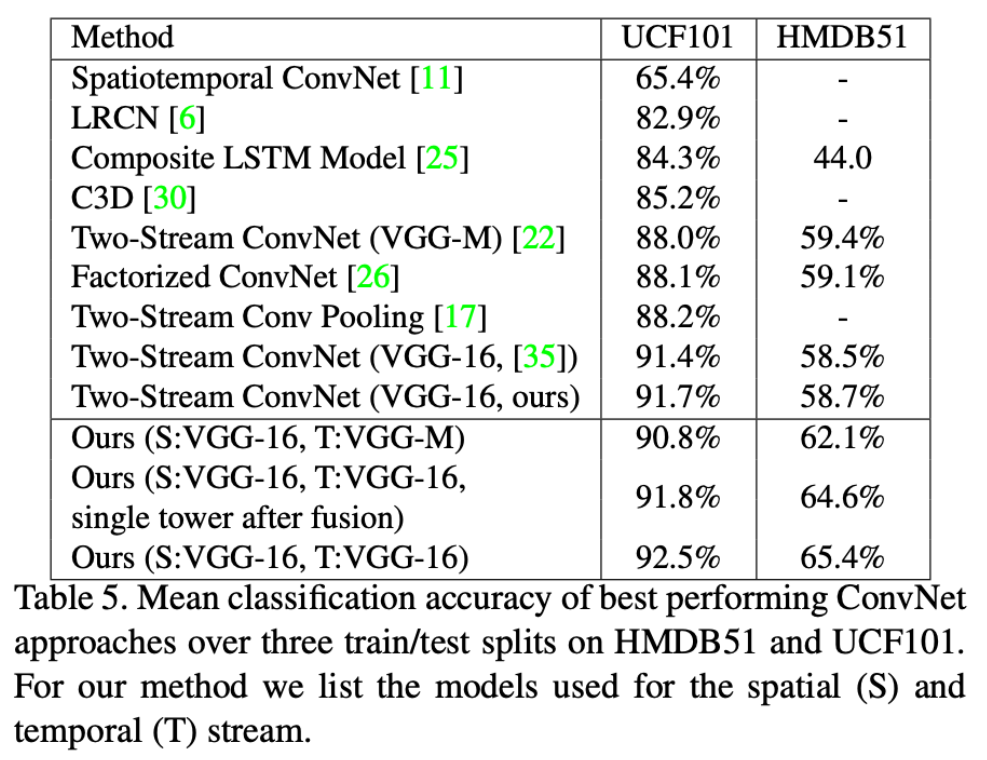 Method UCF101 HMDB51
Spatiotemporal ConvNet [11] 65.4% -
LRCN [6] 82.9% -
Composite LSTM Model [25] 84.3% 44.0
C3D [30] 85.2% -
Two-Stream ConvNet (VGG-M) [22] 88.0% 59.4%
Factorized ConvNet [26] 88.1% 59.1%
Two-Stream Conv Pooling [17] 88.2% -
Two-Stream ConvNet (VGG-16, [35]) 91.4% 58.5%
Two-Stream ConvNet (VGG-16, ours) 91.7% 58.7%
Ours (S:VGG-16, T:VGG-M) 90.8% 62.1%
Ours (S:VGG-16, T:VGG-16,
single tower after fusion) 91.8% 64.6%
Ours (S:VGG-16, T:VGG-16) 92.5% 65.4%
Table 5. Mean classification accuracy of best performing ConvNet
approaches over three train/test splits on HMDB51 and UCF101.
For our method we list the models used for the spatial (S) and
temporal (T) stream.